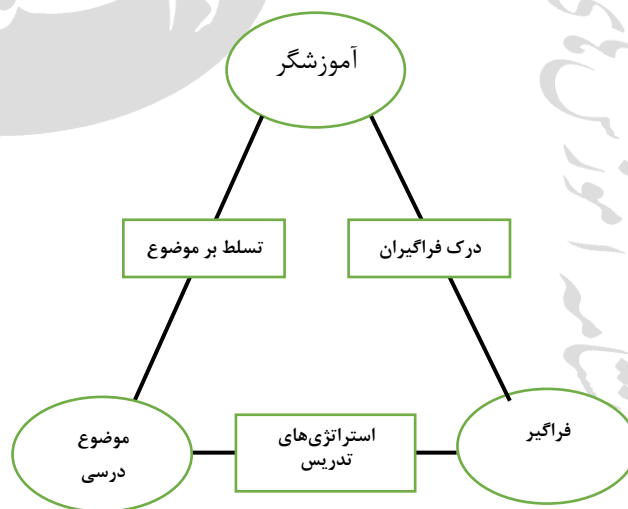 آموزشگر
تسلط بر موضوع
درک فراگیران
موضوع
درسی
استراتژی‌های
تدریس
فراگیر